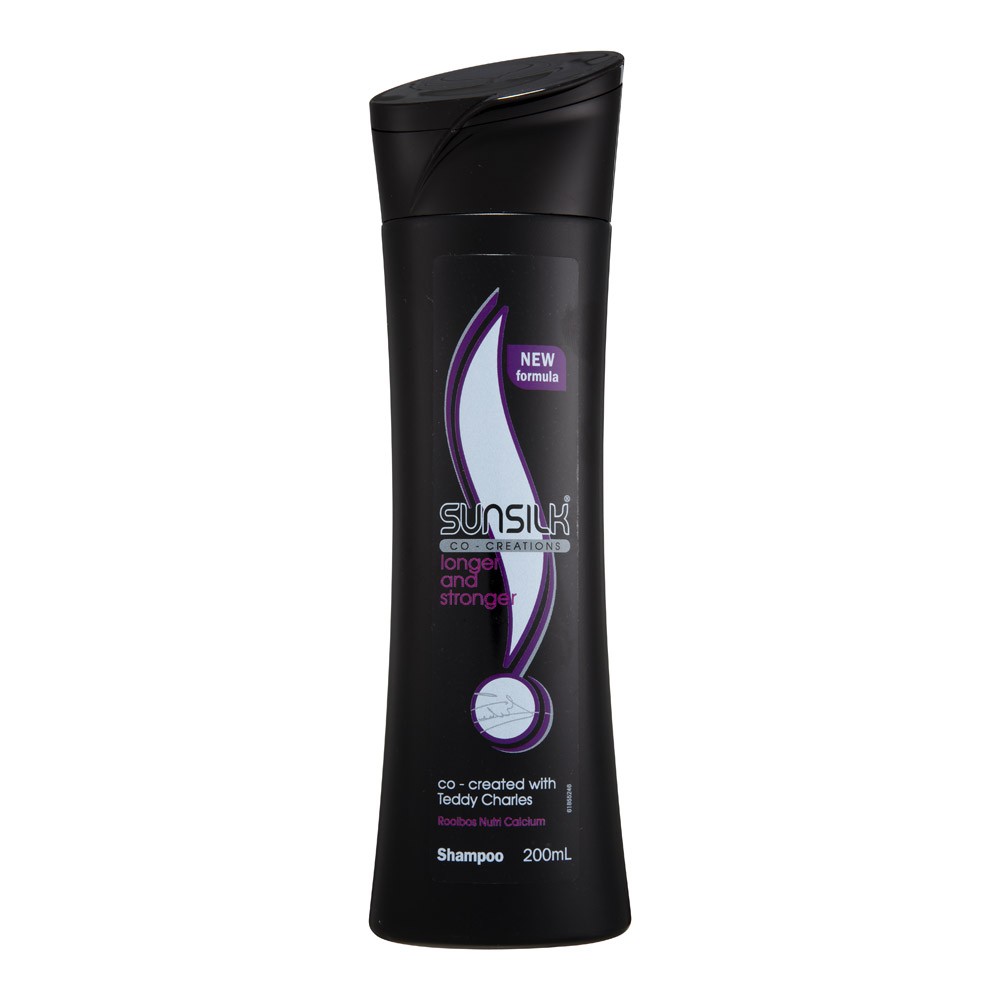 NEW
formula
SUNSILK®
CO - CREATIONS
longer
and
stronger
co - created with
Teddy Charles
Rooibos Nutri Calcium
Shampoo 200mL